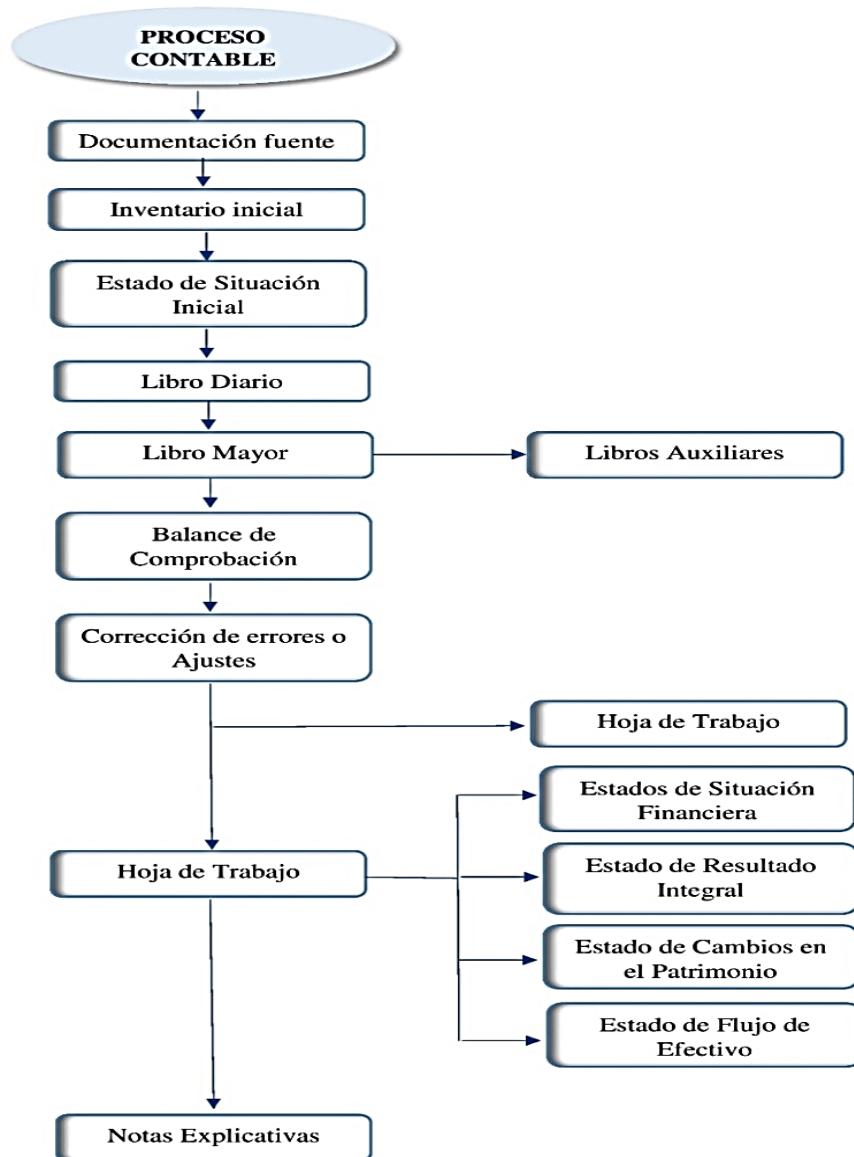 PROCESO
CONTABLE
Documentación fuente
Inventario inicial
Estado de Situación
Inicial
Libro Diario
Libro Mayor
Libros Auxiliares
Balance de
Comprobación
Corrección de errores o
Ajustes
Hoja de Trabajo
Estados de Situación
Financiera
Hoja de Trabajo
Estado de Resultado
Integral
Estado de Cambios en
el Patrimonio
Estado de Flujo de
Efectivo
Notas Explicativas